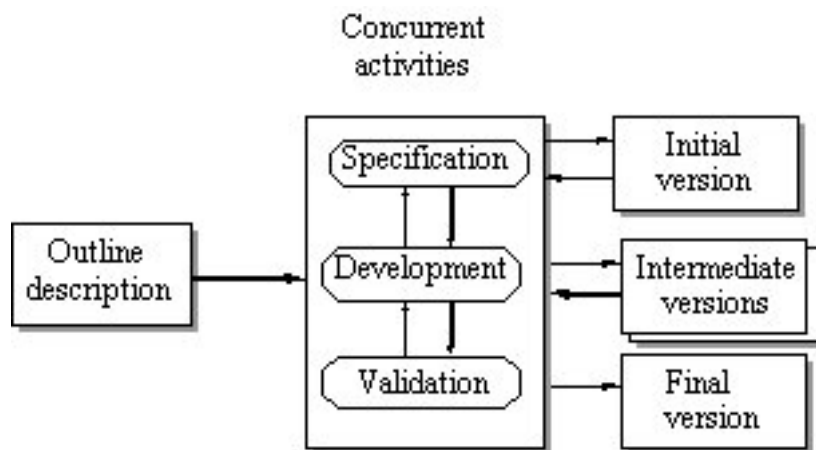 Concurrent
activities
Specification
Initial
version
Outline
description
Development
Intermediate
versions
Validation
Final
version